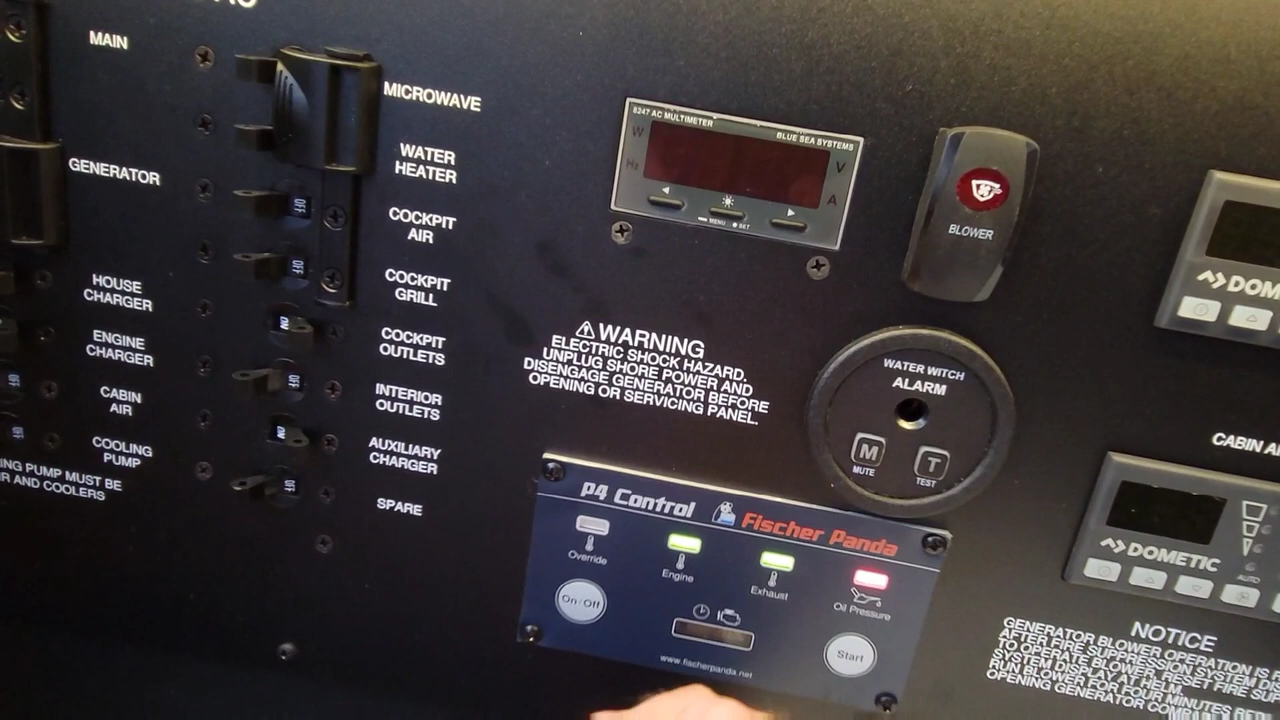 MAIN
GENERATOR
HOUSE
CHARGER
ENGINE
CHARGER
CABIN
AIR
COOLING
PUMP
PUMP MUST BE
AND COOLERS
OFF
OFF
ON
OFF
ON
OFF
MICROWAVE
WATER
HEATER
COCKPIT
AIR
COCKPIT
GRILL
COCKPIT
OUTLETS
INTERIOR
OUTLETS
AUXILIARY
CHARGER
SPARE
8247 AC MULTIMETER
BLUE SEA SYSTEMS
W
Hz
V
A
MENU SET
BLOWER
WARNING
ELECTRIC SHOCK HAZARD,
UNPLUG SHORE POWER AND
DISENGAGE GENERATOR BEFORE
OPENING OR SERVICING PANEL.
WATER WITCH
ALARM
M
MUTE
T
TEST
P4 Control
Fischer Panda
Override
Engine
Exhaust
Oil Pressure
On/Off
Start
www.fischerpanda.net
CABIN
DOMETIC
AUTO
NOTICE
GENERATOR BLOWER OPERATION IS
AFTER FIRE SUPPRESSION SYSTEM
TO OPERATE BLOWER, RESET FIRE
SYSTEM DISPLAY AT HELM.
RUN BLOWER FOR FOUR MINUTES
OPENING GENERATOR